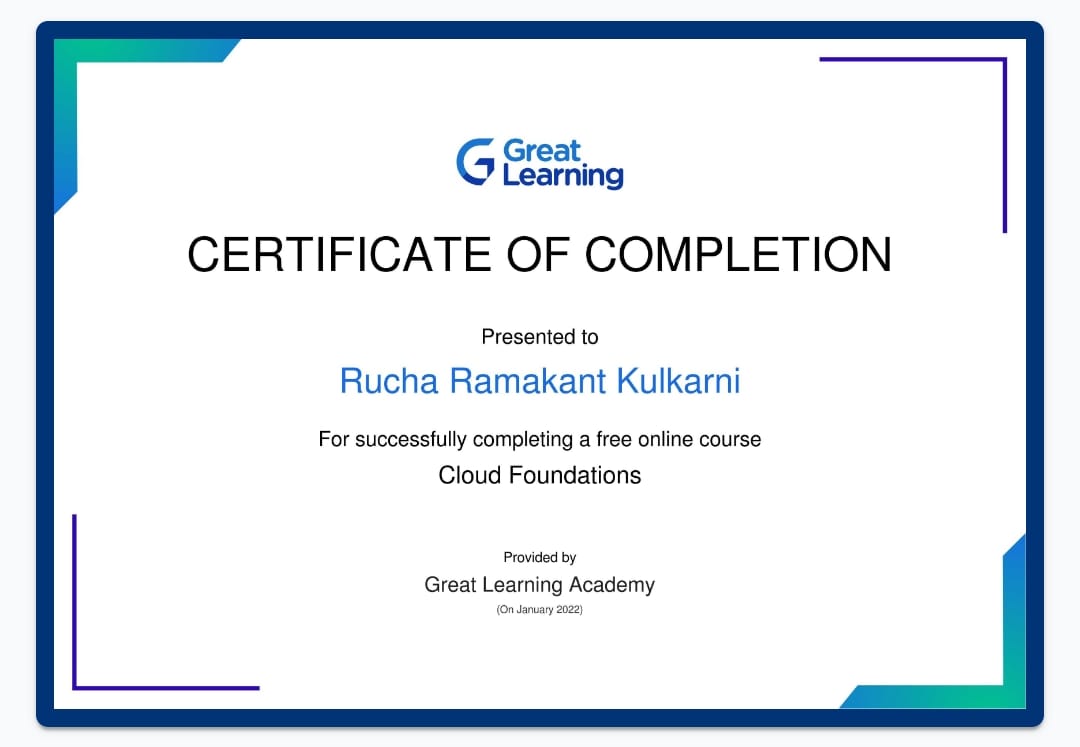 Great
Learning
CERTIFICATE OF COMPLETION
Presented to
Rucha Ramakant Kulkarni
For successfully completing a free online course
Cloud Foundations
Provided by
Great Learning Academy
(On January 2022)